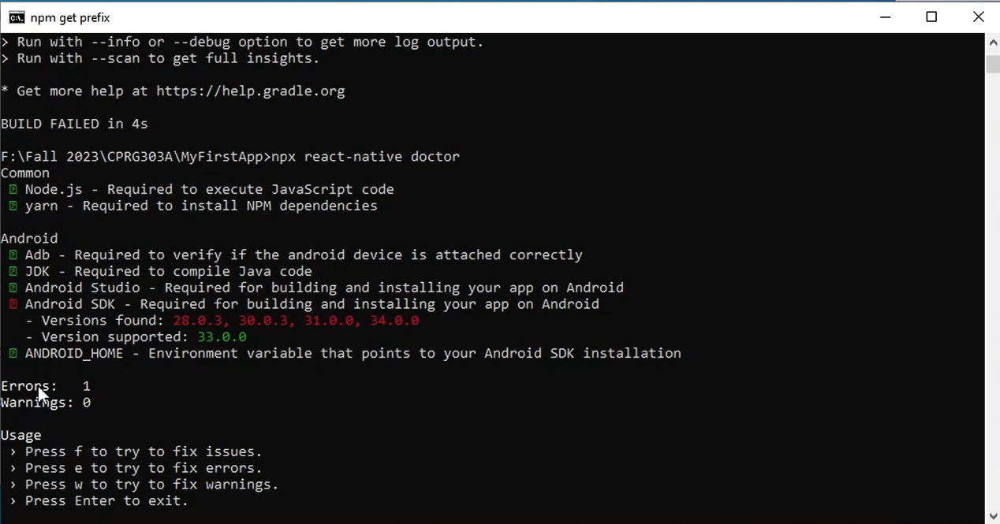 npm get prefix
> Run with --info or --debug option to get more log output.
> Run with --scan to get full insights.
* Get more help at https://help.gradle.org
BUILD FAILED in 4s
F:\Fall 2023\CPRG303A\MyFirstApp>npx react-native doctor
Common
Node.js - Required to execute JavaScript code
yarn - Required to install NPM dependencies
Android
Adb - Required to verify if the android device is attached correctly
JDK - Required to compile Java code
Android Studio - Required for building and installing your app on Android
Android SDK - Required for building and installing your app on Android
- Versions found: 28.0.3, 30.0.3, 31.0.0, 34.0.0
- Version supported: 33.0.0
ANDROID_HOME - Environment variable that points to your Android SDK installation
Errors: 1
Warnings: 0
Usage
› Press f to try to fix issues.
› Press e to try to fix errors.
› Press w to try to fix warnings.
› Press Enter to exit.